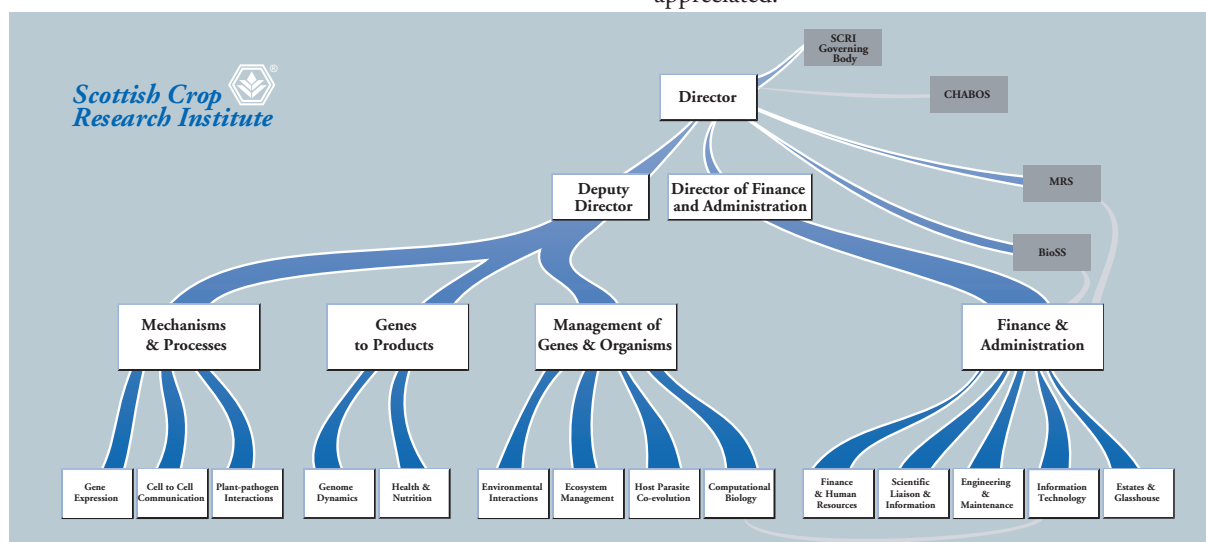 appreciated.
Scottish Crop
Research Institute
®
SCRI
Governing
Body
Director
CHABOS
MRS
BioSS
Deputy
Director
Director of Finance
and Administration
Mechanisms
& Processes
Genes
to Products
Management of
Genes & Organisms
Finance &
Administration
Gene
Expression
Cell to Cell
Communication
Plant-pathogen
Interactions
Genome
Dynamics
Health &
Nutrition
Environmental
Interactions
Ecosystem
Management
Host Parasite
Co-evolution
Computational
Biology
Finance
& Human
Resources
Scientific
Liaison &
Information
Engineering
&
Maintenance
Information
Technology
Estates &
Glasshouse